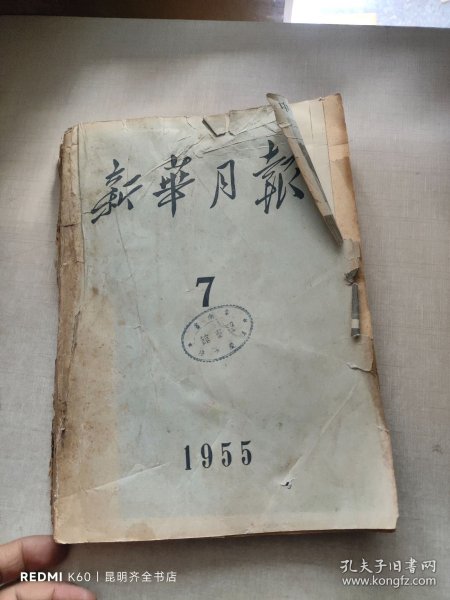 新華月報
7
1955
REDMI K60 | 昆明齐全书店
孔夫子旧书网
www.kongfz.com